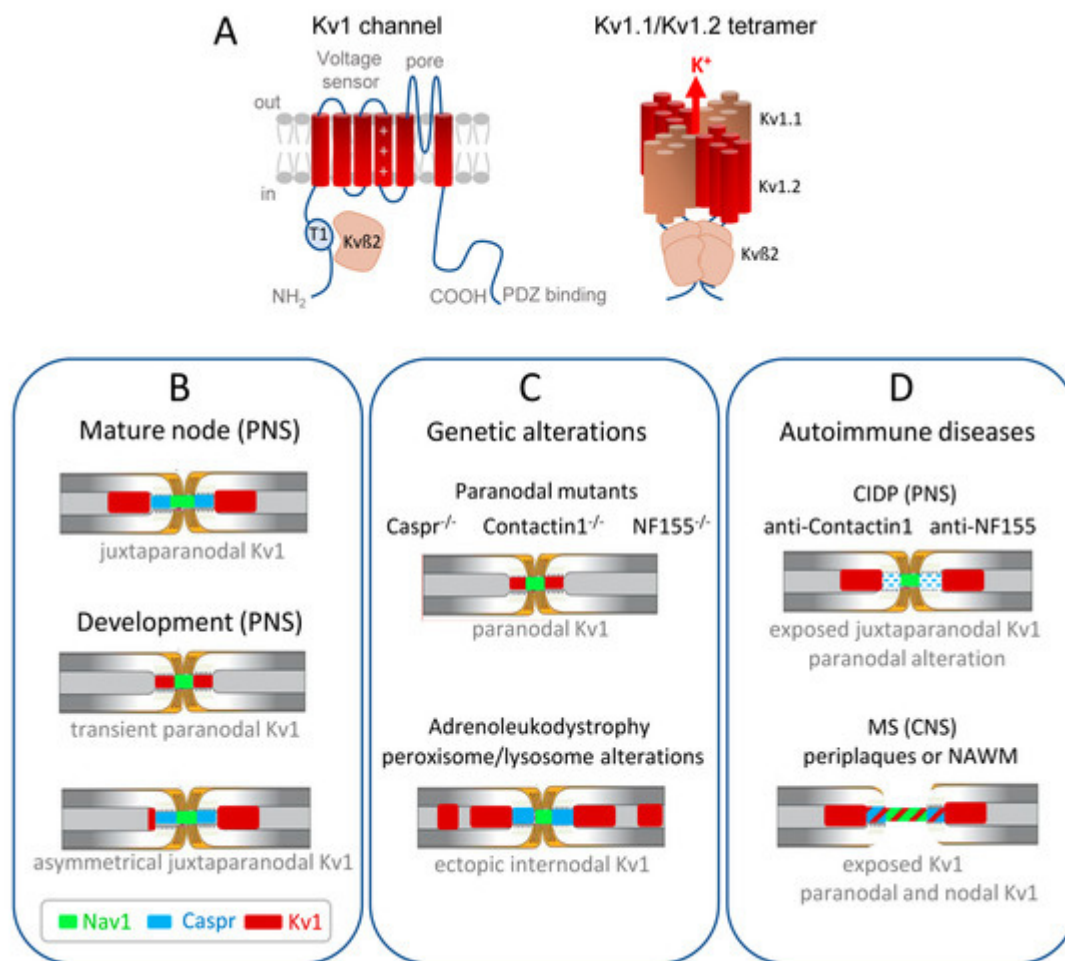 A
Kv1 channel
Voltage
sensor
pore
out
in
+
+
+
T1
Kvß2
NH2
COOH
PDZ binding
Kv1.1/Kv1.2 tetramer
K+
Kv1.1
Kv1.2
Kvß2
B
Mature node (PNS)
juxtaparanodal Kv1
Development (PNS)
transient paranodal Kv1
asymmetrical juxtaparanodal Kv1
Nav1 Caspr Kv1
C
Genetic alterations
Paranodal mutants
Caspr-/- Contactin1-/- NF155-/-
paranodal Kv1
Adrenoleukodystrophy
peroxisome/lysosome alterations
ectopic internodal Kv1
D
Autoimmune diseases
CIDP (PNS)
anti-Contactin1 anti-NF155
exposed juxtaparanodal Kv1
paranodal alteration
MS (CNS)
periplaques or NAWM
exposed Kv1
paranodal and nodal Kv1